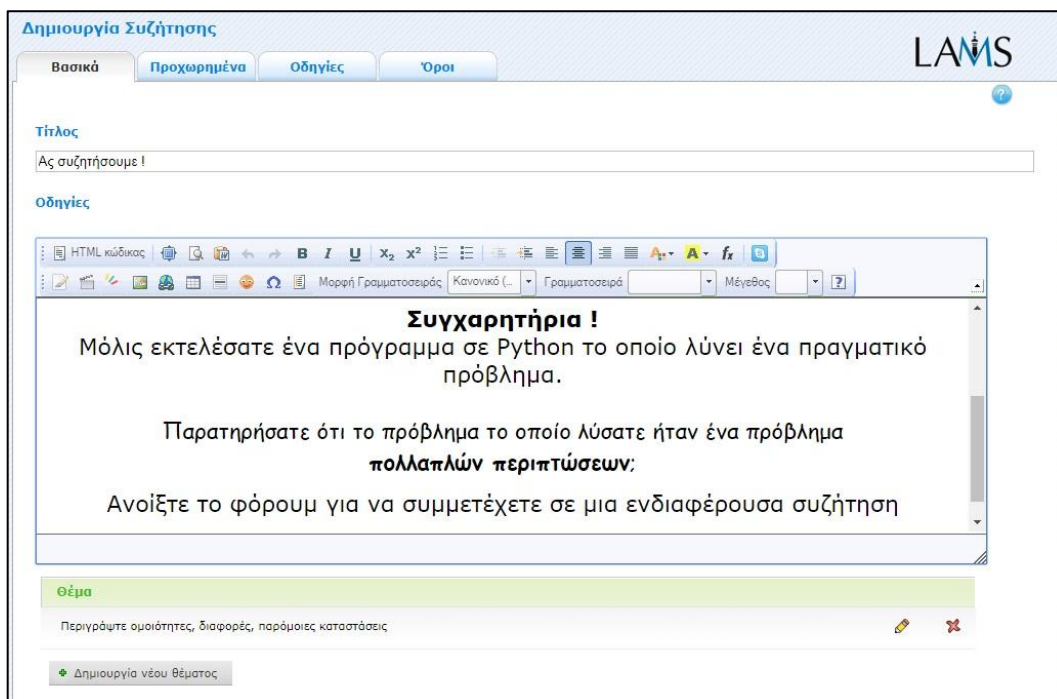 Δημιουργία Συζήτησης
LAMS
Βασικά Προχωρημένα Οδηγίες Όροι
?
Τίτλος
Ας συζητήσουμε !
Οδηγίες
HTML κώδικας B I U X₂ X² fx
Ω Μορφή Γραμματοσειράς Κανονικό (... Γραμματοσειρά Μέγεθος ?
Συγχαρητήρια !
Μόλις εκτελέσατε ένα πρόγραμμα σε Python το οποίο λύνει ένα πραγματικό
πρόβλημα.
Παρατηρήσατε ότι το πρόβλημα το οποίο λύσατε ήταν ένα πρόβλημα
πολλαπλών περιπτώσεων;
Ανοίξτε το φόρουμ για να συμμετέχετε σε μια ενδιαφέρουσα συζήτηση
Θέμα
Περιγράψτε ομοιότητες, διαφορές, παρόμοιες καταστάσεις
Δημιουργία νέου θέματος